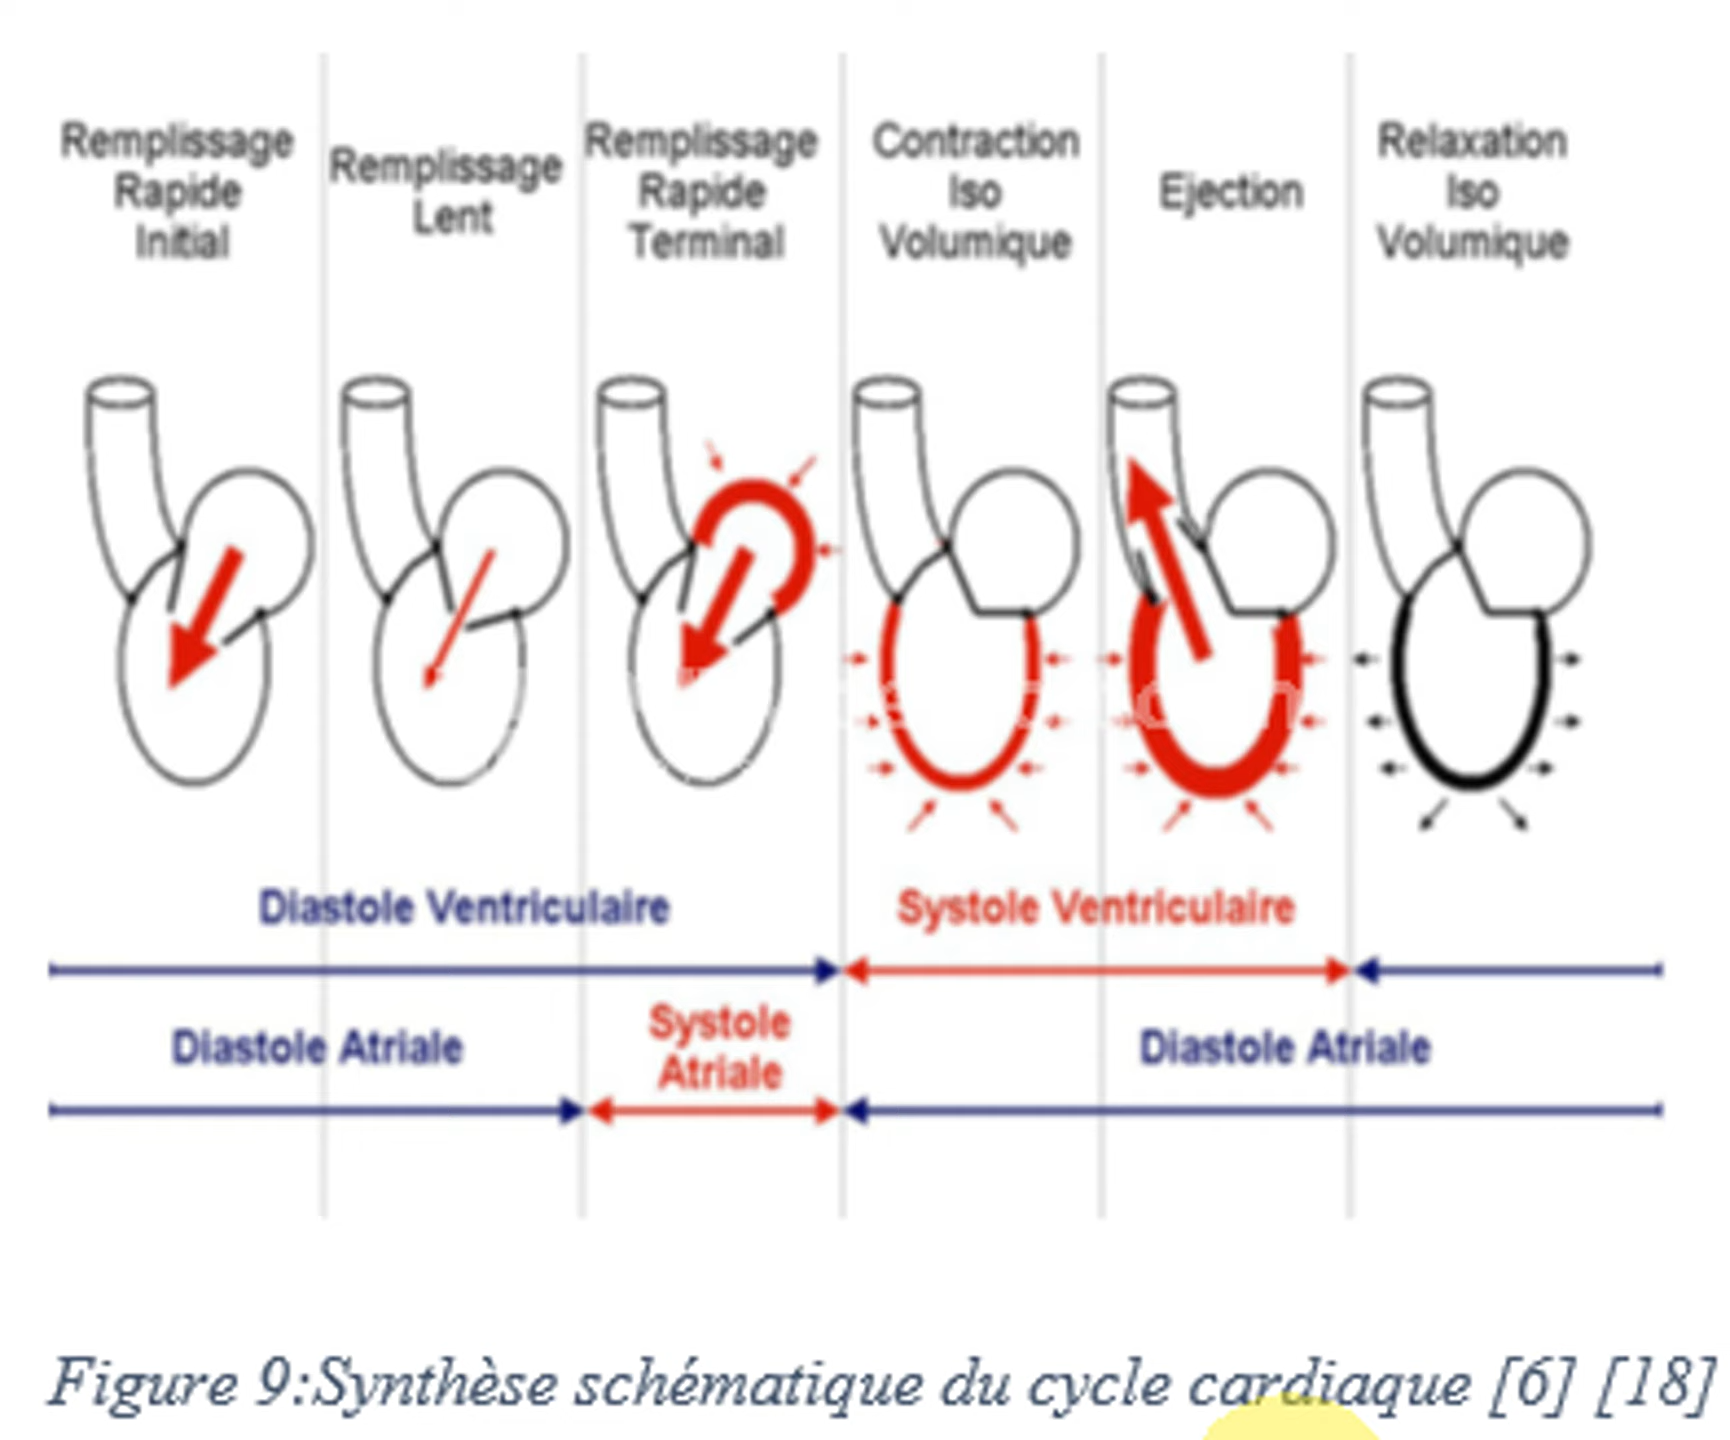 Remplissage
Rapide
Initial
Remplissage
Lent
Remplissage
Rapide
Terminal
Contraction
Iso
Volumique
Ejection
Relaxation
Iso
Volumique
Diastole Ventriculaire
Systole Ventriculaire
Diastole Atriale
Systole
Atriale
Diastole Atriale
Figure 9:Synthèse schématique du cycle cardiaque [6] [18]